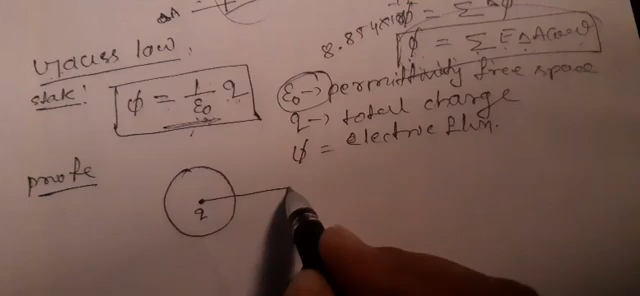 ΔA
ϕ = Σ Δϕ
8.854×10
ϕ = Σ E Δ A cosθ
Gauss law,
stak!
ϕ = 1/ε₀ q
ε₀ → permittivity free space
q → total charge
ϕ = electric flux.
profe
q